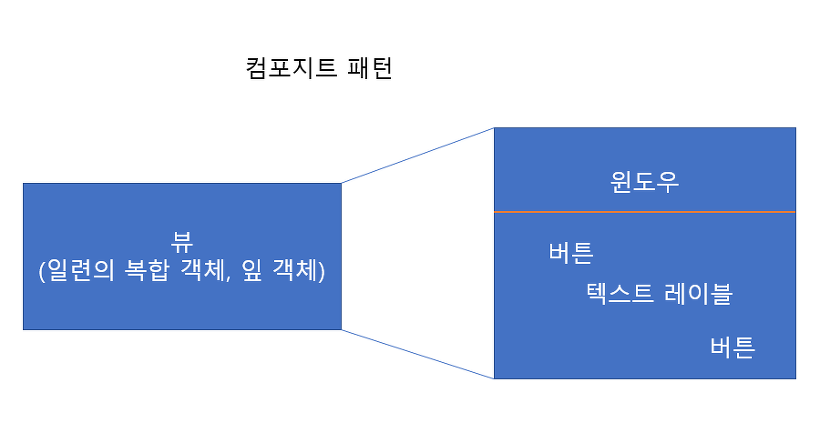 컴포지트 패턴
뷰
(일련의 복합 객체, 잎 객체)
윈도우
버튼
텍스트 레이블
버튼